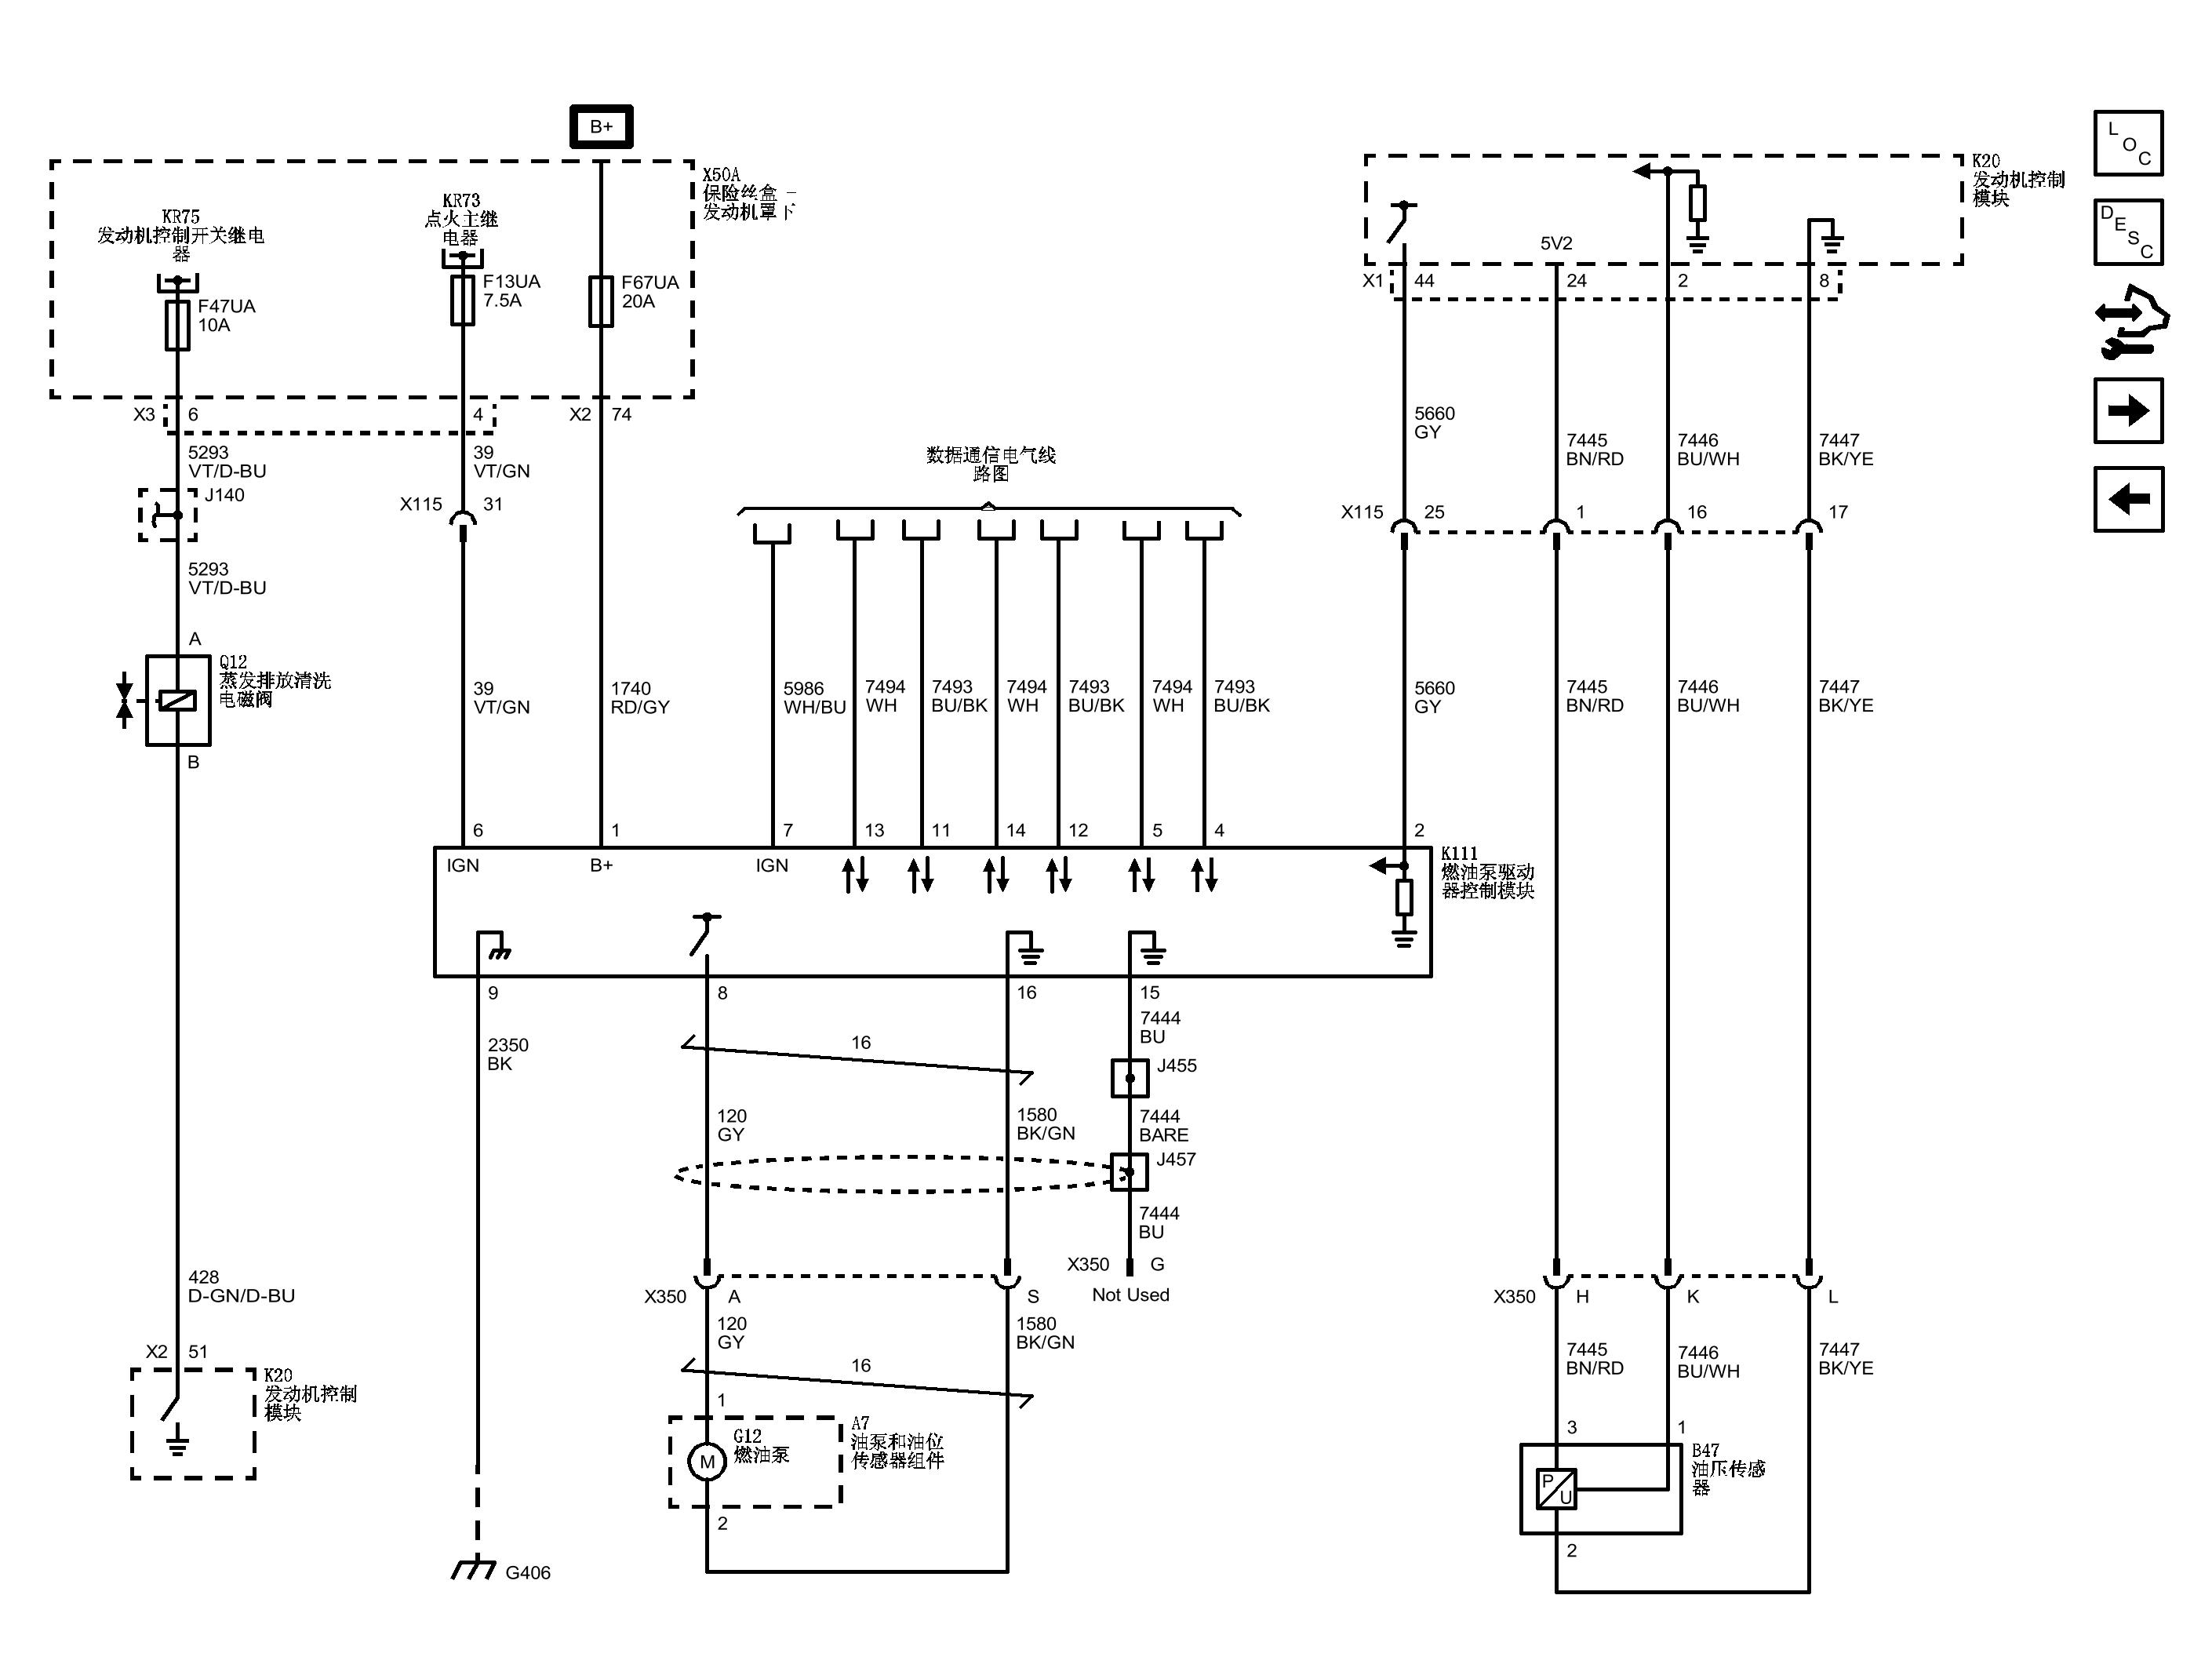 B+
X50A
保险丝盒 -
发动机罩下
KR75
发动机控制开关继电
器
KR73
点火主继
电器
F47UA
10A
F13UA
7.5A
F67UA
20A
X3 6
4
X2 74
5293
VT/D-BU
39
VT/GN
J140
X115 31
5293
VT/D-BU
A
Q12
蒸发排放清洗
电磁阀
B
39
VT/GN
1740
RD/GY
数据通信电气线
路图
5986
WH/BU
7494
WH
7493
BU/BK
7494
WH
7493
BU/BK
7494
WH
7493
BU/BK
K20
发动机控制
模块
5V2
X1 44
24
2
8
5660
GY
7445
BN/RD
7446
BU/WH
7447
BK/YE
X115 25
1
16
17
5660
GY
7445
BN/RD
7446
BU/WH
7447
BK/YE
6
1
7
13
11
14
12
5
4
2
IGN
B+
IGN
K111
燃油泵驱动
器控制模块
9
8
16
15
2350
BK
16
7444
BU
J455
120
GY
1580
BK/GN
7444
BARE
J457
7444
BU
X350 G
Not Used
X350 A
S
120
GY
1580
BK/GN
16
1
G12
燃油泵
M
A7
油泵和油位
传感器组件
2
G406
428
D-GN/D-BU
X2 51
K20
发动机控制
模块
X350 H
K
L
7445
BN/RD
7446
BU/WH
7447
BK/YE
3
1
B47
油压传感
器
P
U
2
L
O
C
D
E
S
C